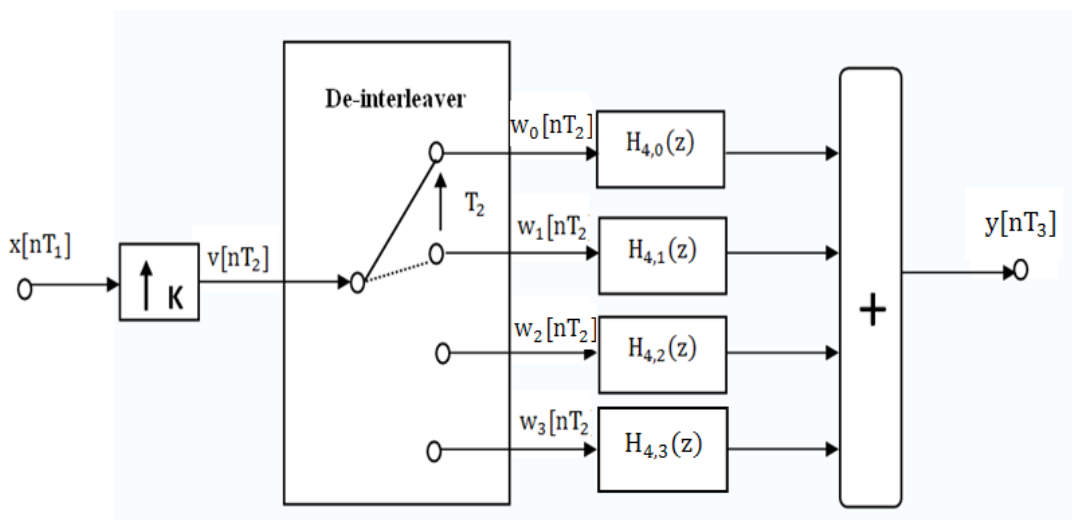 De-interleaver
w₀[nT₂]
H₄,₀(z)
T₂
x[nT₁]
K
v[nT₂]
w₁[nT₂
H₄,₁(z)
y[nT₃]
+
w₂[nT₂]
H₄,₂(z)
w₃[nT₂
H₄,₃(z)